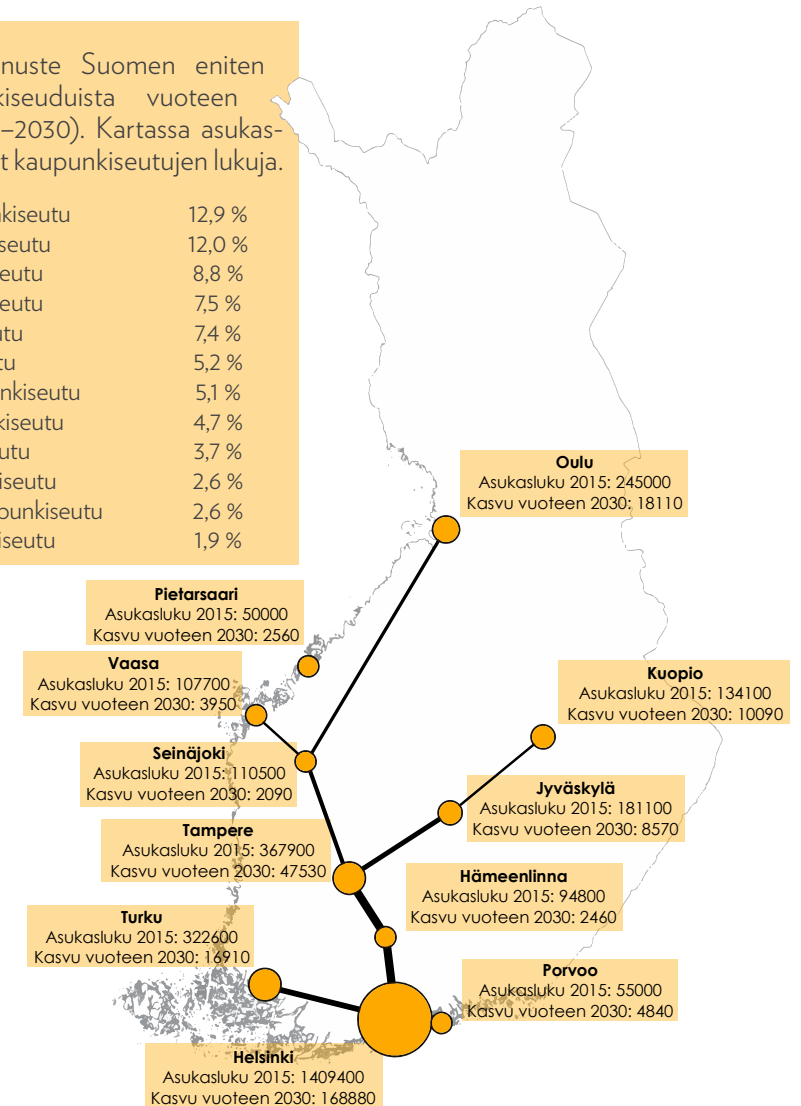 nuste Suomen eniten
kiseuduista vuoteen
–2030). Kartassa asukas-
t kaupunkiseutujen lukuja.
nkiseutu 12,9 %
seutu 12,0 %
eutu 8,8 %
seutu 7,5 %
utu 7,4 %
tu 5,2 %
nkiseutu 5,1 %
kiseutu 4,7 %
utu 3,7 %
iseutu 2,6 %
punkiseutu 2,6 %
iseutu 1,9 %
Oulu
Asukasluku 2015: 245000
Kasvu vuoteen 2030: 18110
Pietarsaari
Asukasluku 2015: 50000
Kasvu vuoteen 2030: 2560
Vaasa
Asukasluku 2015: 107700
Kasvu vuoteen 2030: 3950
Kuopio
Asukasluku 2015: 134100
Kasvu vuoteen 2030: 10090
Seinäjoki
Asukasluku 2015: 110500
Kasvu vuoteen 2030: 2090
Jyväskylä
Asukasluku 2015: 181100
Kasvu vuoteen 2030: 8570
Tampere
Asukasluku 2015: 367900
Kasvu vuoteen 2030: 47530
Hämeenlinna
Asukasluku 2015: 94800
Kasvu vuoteen 2030: 2460
Turku
Asukasluku 2015: 322600
Kasvu vuoteen 2030: 16910
Porvoo
Asukasluku 2015: 55000
Kasvu vuoteen 2030: 4840
Helsinki
Asukasluku 2015: 1409400
Kasvu vuoteen 2030: 168880